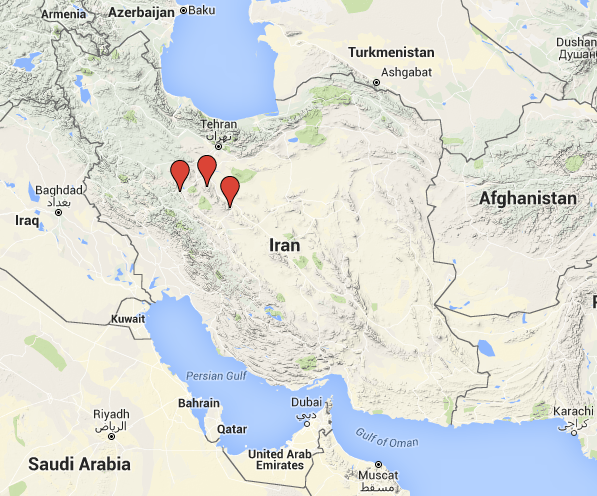 Armenia
Azerbaijan
Baku
Turkmenistan
Ashgabat
Dushan
Душан
Tehran
تهران
Baghdad
بغداد
Iraq
Afghanistan
Iran
Kuwait
Persian Gulf
Bahrain
Qatar
Riyadh
الرياض
Dubai
دبي
Saudi Arabia
United Arab
Emirates
Gulf of Oman
Muscat
مسقط
Karachi
کراچی